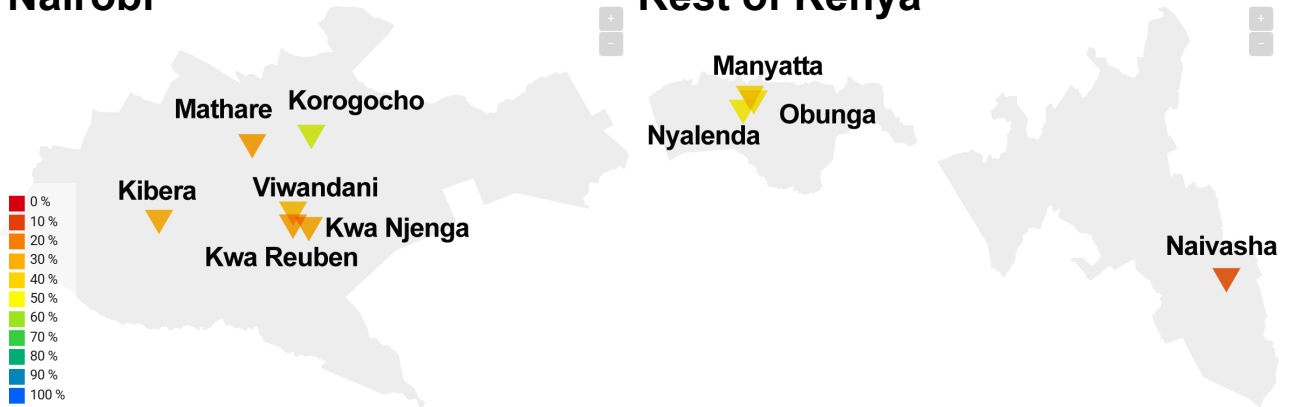 Nairobi
Rest of Kenya
+
−
+
−
Manyatta
Mathare
Korogocho
Obunga
Nyalenda
Kibera
Viwandani
Kwa Njenga
Kwa Reuben
Naivasha
0 %
10 %
20 %
30 %
40 %
50 %
60 %
70 %
80 %
90 %
100 %